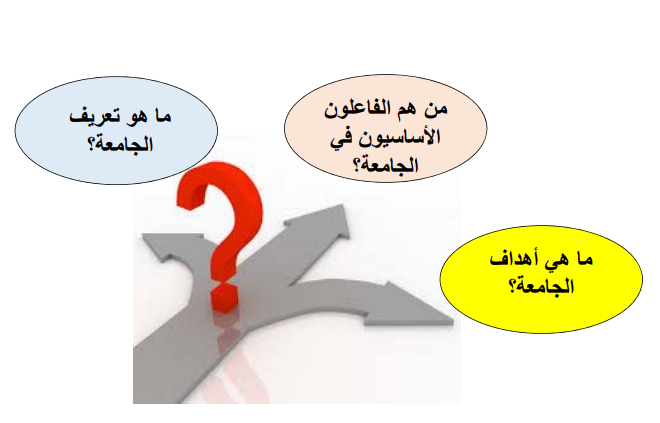 من هم الفاعلون
الأساسيون في
الجامعة؟
ما هو تعريف
الجامعة؟
ما هي أهداف
الجامعة؟